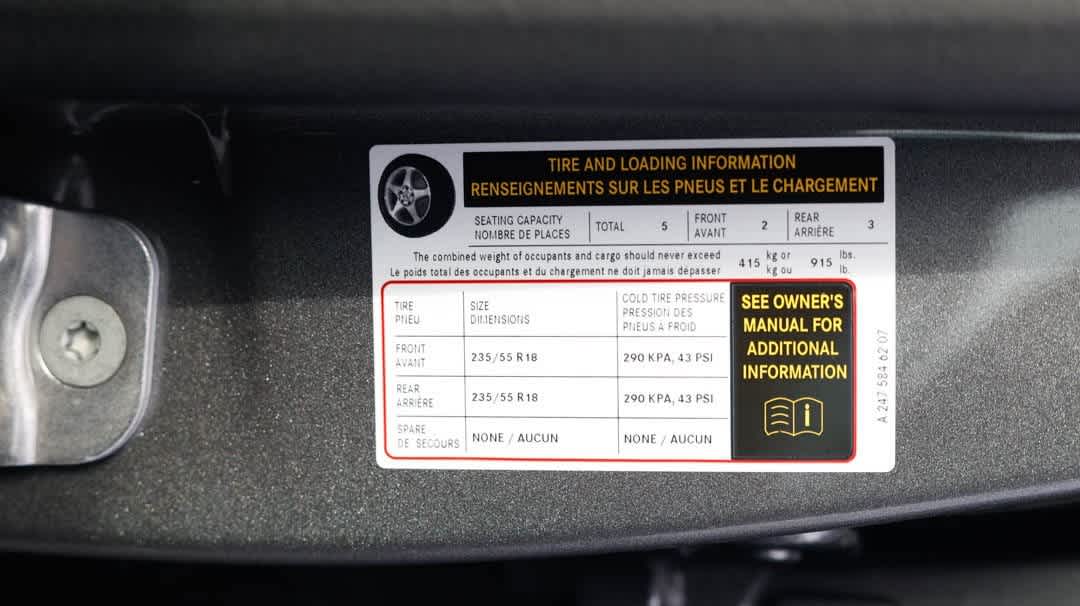 TIRE AND LOADING INFORMATION
RENSEIGNEMENTS SUR LES PNEUS ET LE CHARGEMENT
SEATING CAPACITY
NOMBRE DE PLACES
TOTAL 5
FRONT
AVANT
2
REAR
ARRIÈRE
3
The combined weight of occupants and cargo should never exceed
Le poids total des occupants et du chargement ne doit jamais dépasser
415 kg or
kg ou
915 lbs.
lb.
TIRE
PNEU
SIZE
DIMENSIONS
COLD TIRE PRESSURE
PRESSION DES
PNEUS A FROID
FRONT
AVANT
235/55 R18
290 KPA, 43 PSI
REAR
ARRIÈRE
235/55 R18
290 KPA, 43 PSI
SPARE
DE SECOURS
NONE / AUCUN
NONE / AUCUN
SEE OWNER'S
MANUAL FOR
ADDITIONAL
INFORMATION
i
A 247 584 62 07